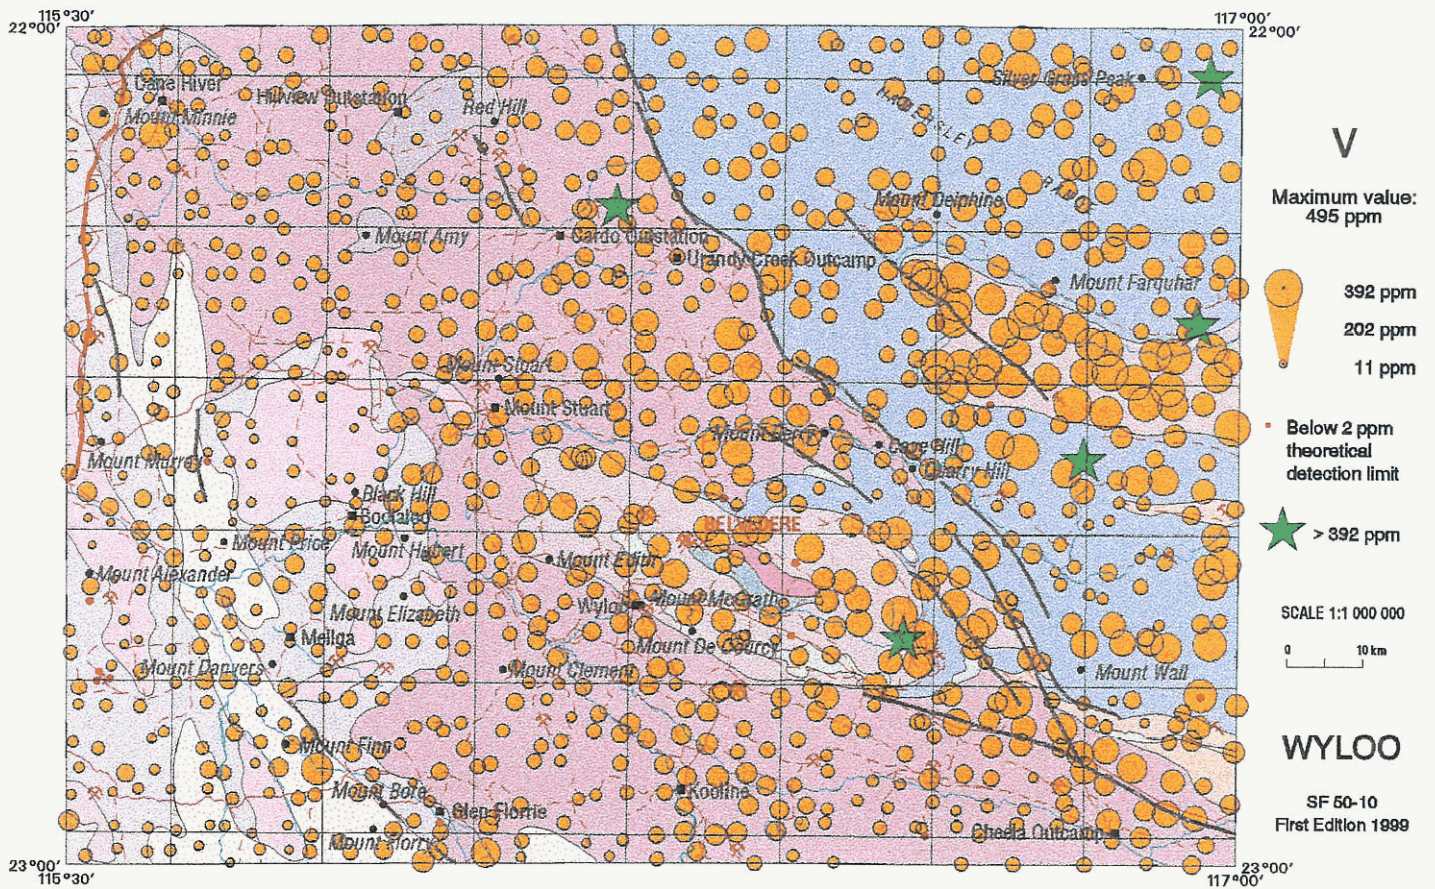 115°30′
117°00′
22°00′
22°00′
Silver Grass Peak
Cane River
Hillview Outstation
Red Hill
Mount Minnie
HAMERSLEY
RANGE
Mount Delphine
Mount Amy
Cardo Outstation
Urandy Creek Outcamp
Mount Farquhar
Mount Stuart
Mount Stuart
Mount Berry
Cane Hill
Quarry Hill
Mount Murray
Black Hill
Boolaloo
BELVEDERE
Mount Price
Mount Hubert
Mount Edith
Mount Alexander
Mount Elizabeth
Wyloo
Mount McGrath
Mellga
Mount De Courcy
Mount Danvers
Mount Clement
Mount Wall
Mount Finn
Mount Bore
Glen Florrie
Kooline
Mount Florry
Cheela Outcamp
23°00′
23°00′
115°30′
117°00′
V
Maximum value:
495 ppm
392 ppm
202 ppm
11 ppm
Below 2 ppm
theoretical
detection limit
> 392 ppm
SCALE 1:1 000 000
0 10 km
WYLOO
SF 50-10
First Edition 1999